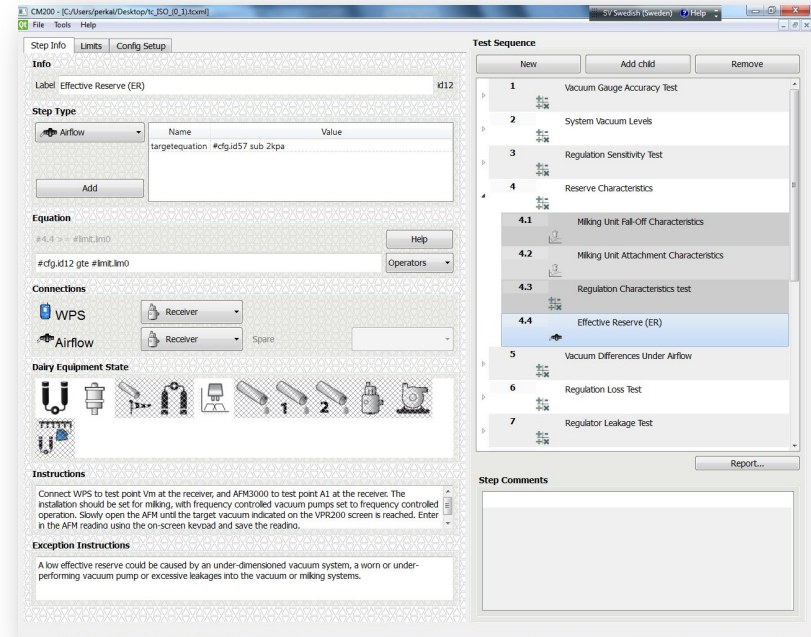 CM200 - [C:/Users/perkal/Desktop/tc_ISO_(0_1).tcxml]
SV Swedish (Sweden) ? Help
Qt File Tools Help
Step Info Limits Config Setup
Info
Label Effective Reserve (ER) id12
Step Type
Airflow
Name Value
targetequation #cfg.id57 sub 2kpa
Add
Equation
#4.4 > = #limit.lim0 Help
#cfg.id12 gte #limit.lim0 Operators
Connections
WPS Receiver
Airflow Receiver Spare
Dairy Equipment State
1 2
Instructions
Connect WPS to test point Vm at the receiver, and AFM3000 to test point A1 at the receiver. The
installation should be set for milking, with frequency controlled vacuum pumps set to frequency controlled
operation. Slowly open the AFM until the target vacuum indicated on the VPR200 screen is reached. Enter
in the AFM reading using the on-screen keypad and save the reading.
Exception Instructions
A low effective reserve could be caused by an under-dimensioned vacuum system, a worn or under-
performing vacuum pump or excessive leakages into the vacuum or milking systems.
Test Sequence
New Add child Remove
1 Vacuum Gauge Accuracy Test
2 System Vacuum Levels
3 Regulation Sensitivity Test
4 Reserve Characteristics
4.1 Milking Unit Fall-Off Characteristics
4.2 Milking Unit Attachment Characteristics
4.3 Regulation Characteristics test
4.4 Effective Reserve (ER)
5 Vacuum Differences Under Airflow
6 Regulation Loss Test
7 Regulator Leakage Test
Report...
Step Comments